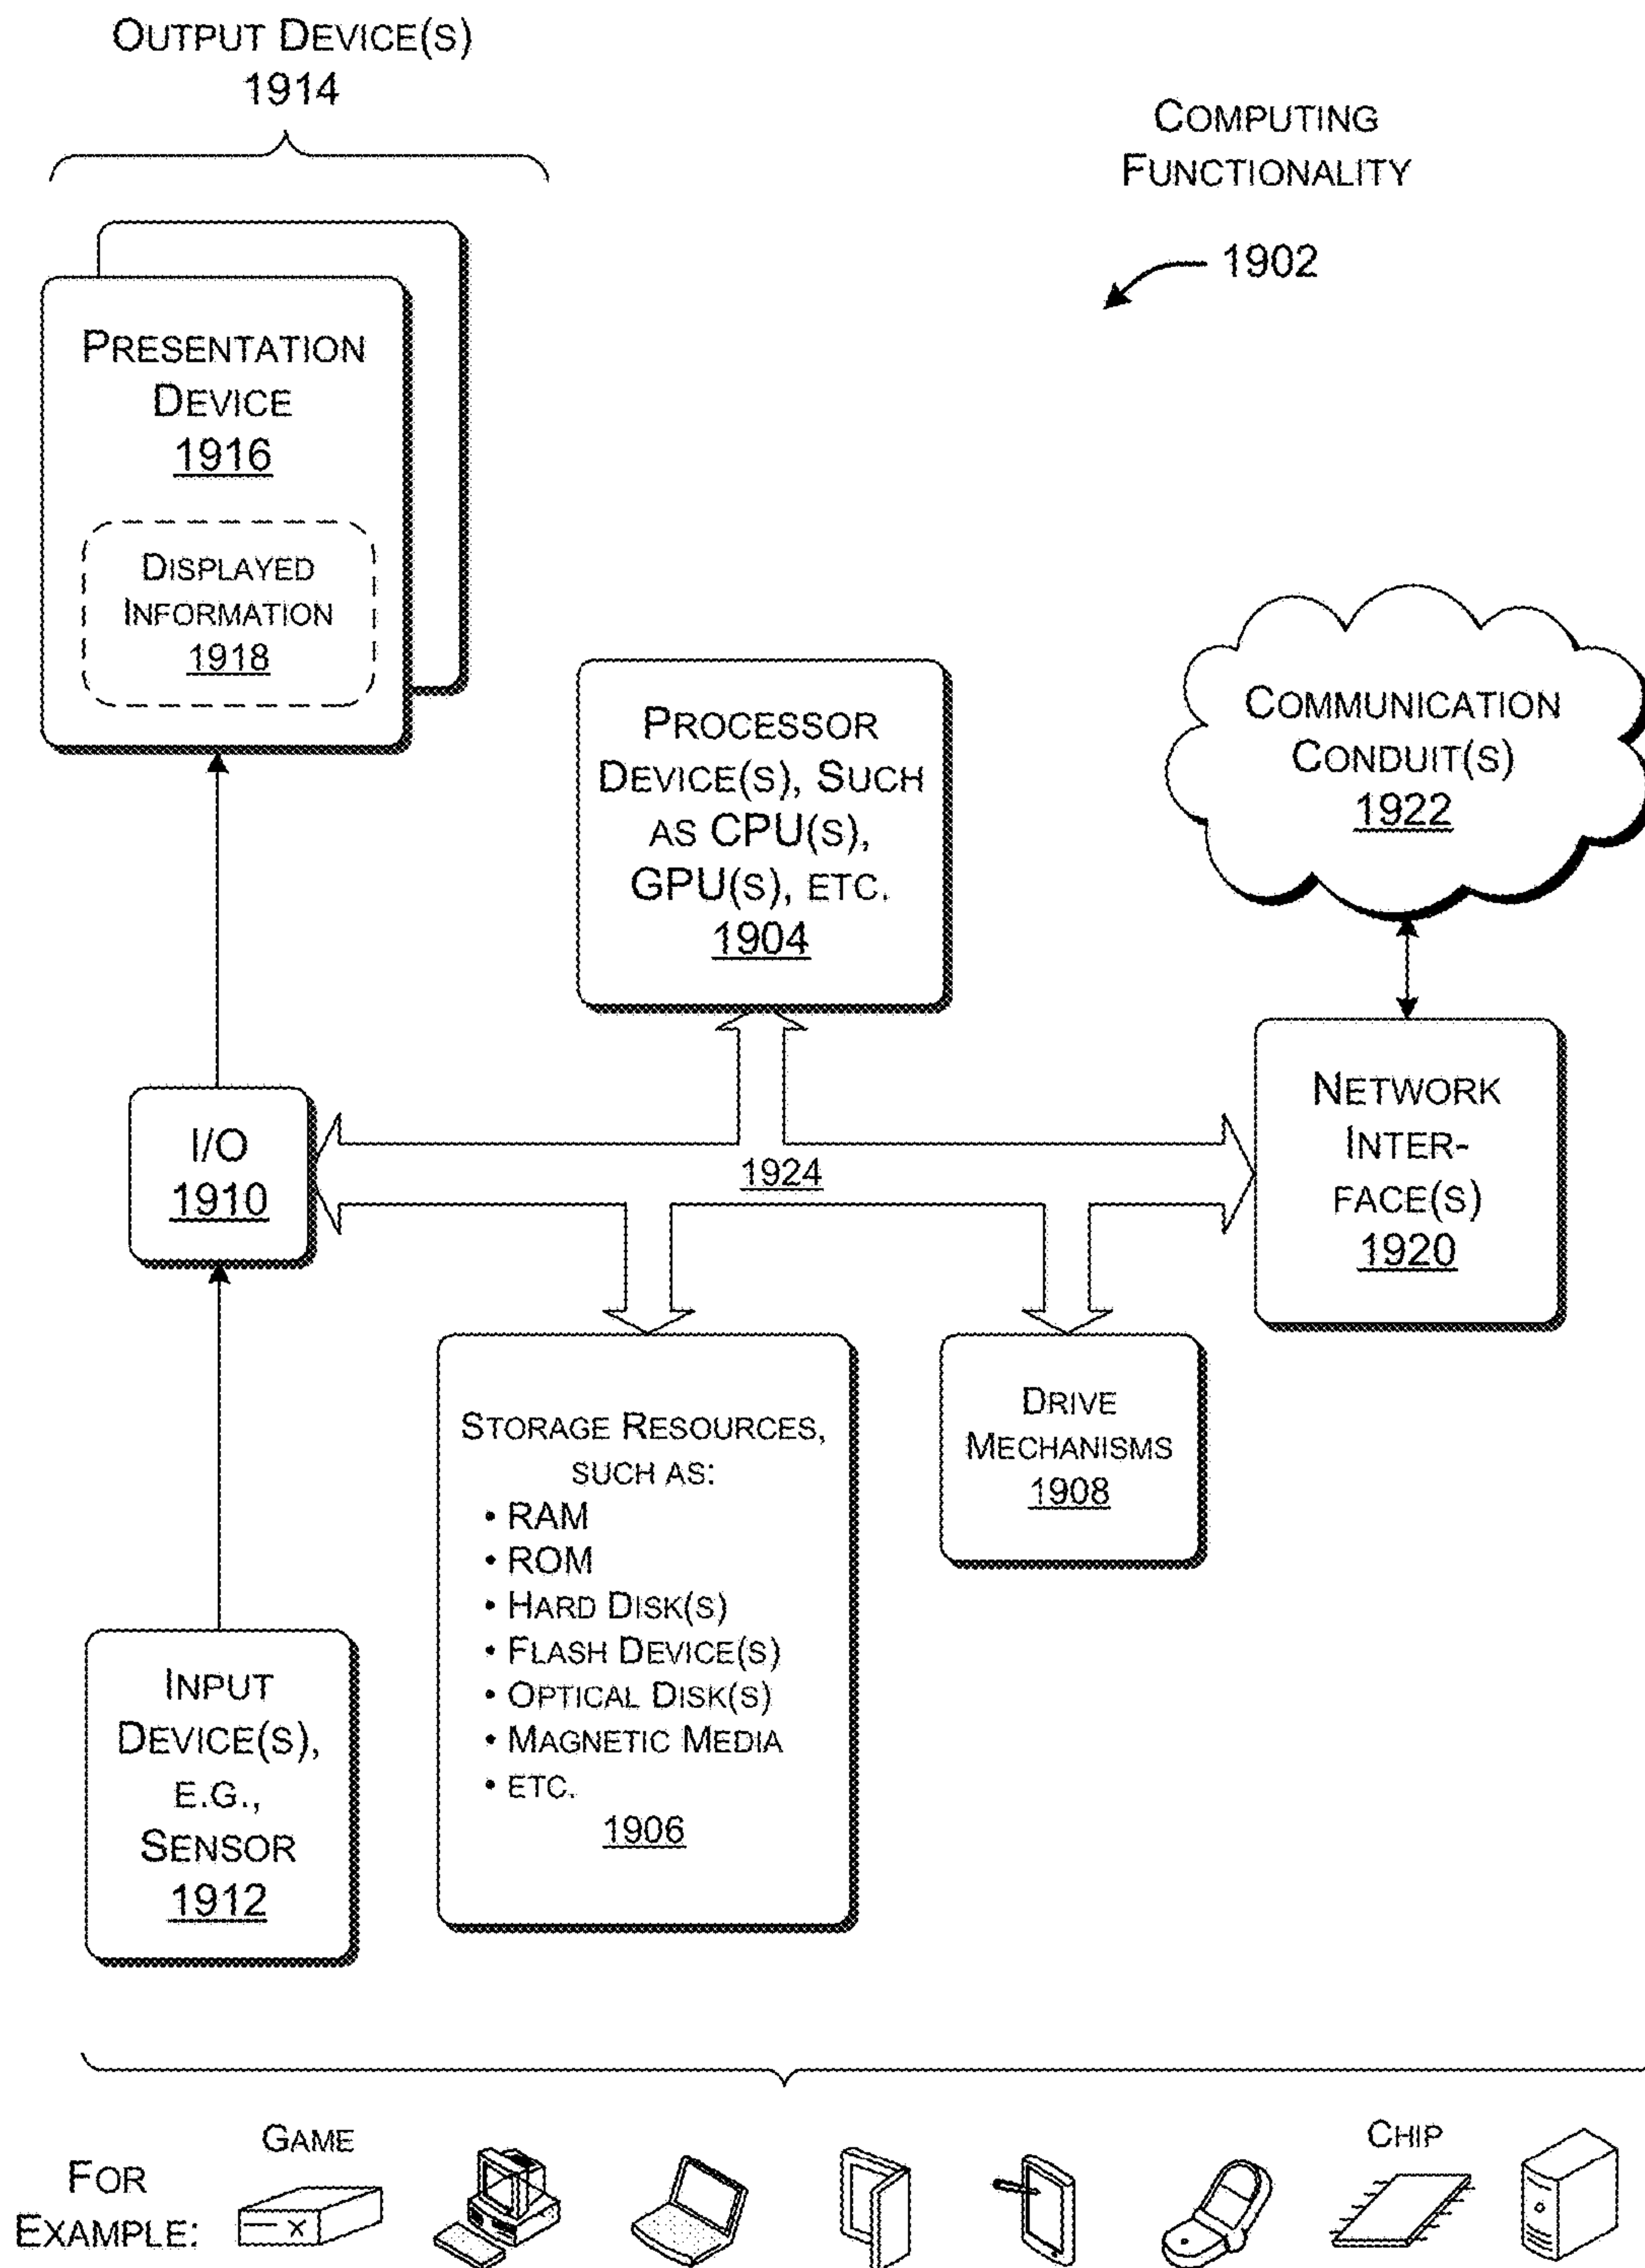 OUTPUT DEVICE(S)
1914
COMPUTING
FUNCTIONALITY
1902
PRESENTATION
DEVICE
1916
DISPLAYED
INFORMATION
1918
PROCESSOR
DEVICE(S), SUCH
AS CPU(S),
GPU(S), ETC.
1904
COMMUNICATION
CONDUIT(S)
1922
I/O
1910
1924
NETWORK
INTER-
FACE(S)
1920
STORAGE RESOURCES,
SUCH AS:
• RAM
• ROM
• HARD DISK(S)
• FLASH DEVICE(S)
• OPTICAL DISK(S)
• MAGNETIC MEDIA
• ETC.
1906
DRIVE
MECHANISMS
1908
INPUT
DEVICE(S),
E.G.,
SENSOR
1912
FOR
EXAMPLE:
GAME
X
CHIP